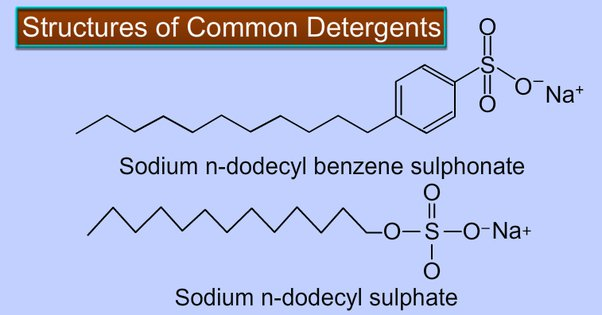 Structures of Common Detergents
O
S
O⁻
Na⁺
O
Sodium n-dodecyl benzene sulphonate
O
O S O⁻Na+
O
Sodium n-dodecyl sulphate